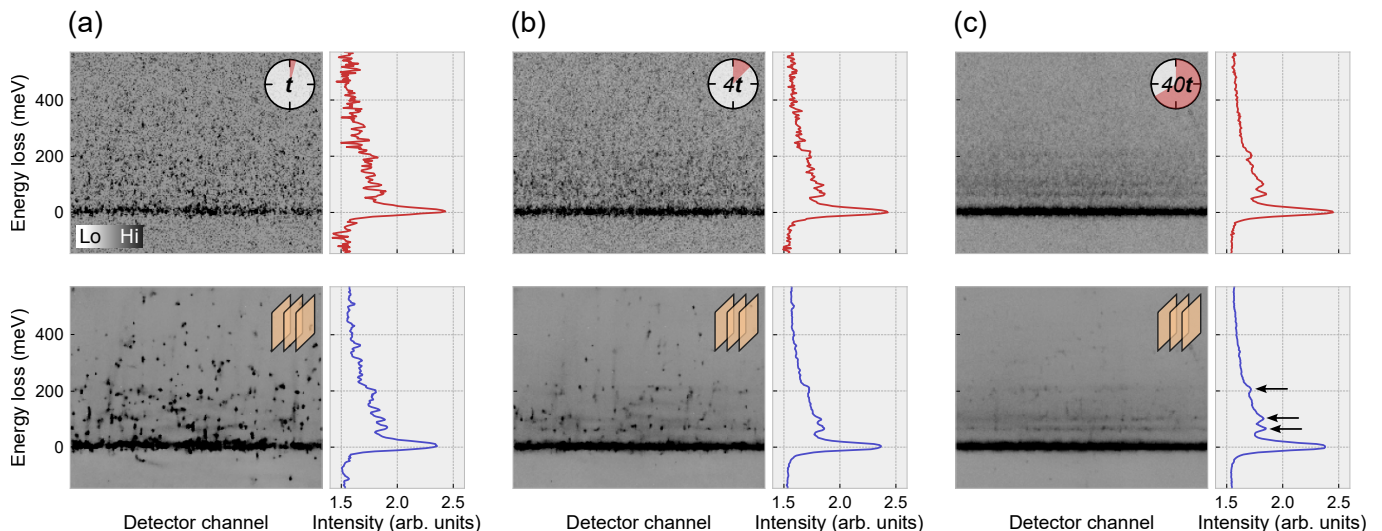 (a)
(b)
(c)
Energy loss (meV)
400
200
0
t
4t
40t
Lo Hi
Energy loss (meV)
400
200
0
1.5 2.0 2.5
1.5 2.0 2.5
1.5 2.0 2.5
Detector channel
Intensity (arb. units)
Detector channel
Intensity (arb. units)
Detector channel
Intensity (arb. units)